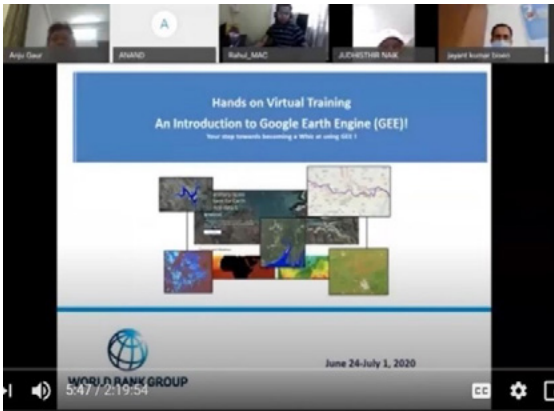 Anju Gaur
A
ANAND
Rahul_MAC
JUDHISTHIR NAIK
jayant kumar biswi
Hands on Virtual Training
An Introduction to Google Earth Engine (GEE)!
Your step towards becoming a Whiz at using GEE !
WORLD BANK GROUP
June 24-July 1, 2020
5:47 / 2:19:54
CC